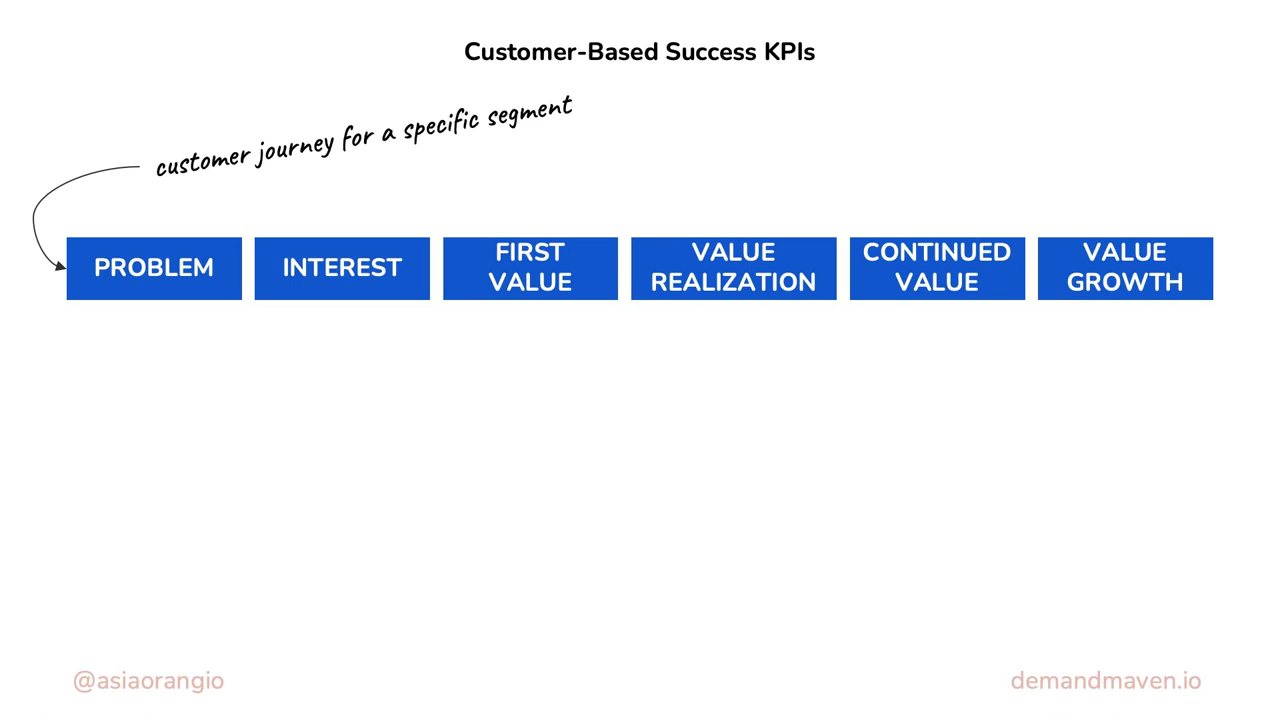 Customer-Based Success KPIs
customer journey for a specific segment
PROBLEM
INTEREST
FIRST
VALUE
VALUE
REALIZATION
CONTINUED
VALUE
VALUE
GROWTH
@asiaorangio
demandmaven.io